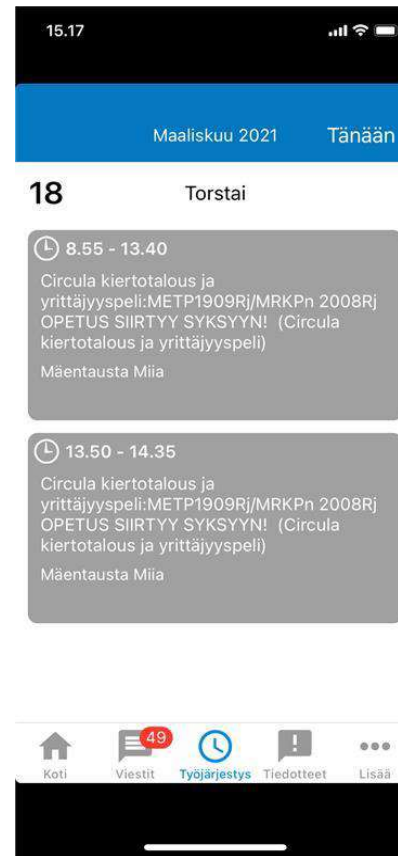 15.17
Maaliskuu 2021 Tänään
18 Torstai
8.55 - 13.40
Circula kiertotalous ja
yrittäjyyspeli:METP1909Rj/MRKPn 2008Rj
OPETUS SIIRTYY SYKSYYN! (Circula
kiertotalous ja yrittäjyyspeli)
Mäentausta Miia
13.50 - 14.35
Circula kiertotalous ja
yrittäjyyspeli:METP1909Rj/MRKPn 2008Rj
OPETUS SIIRTYY SYKSYYN! (Circula
kiertotalous ja yrittäjyyspeli)
Mäentausta Miia
49
Koti Viestit Työjärjestys Tiedotteet Lisää